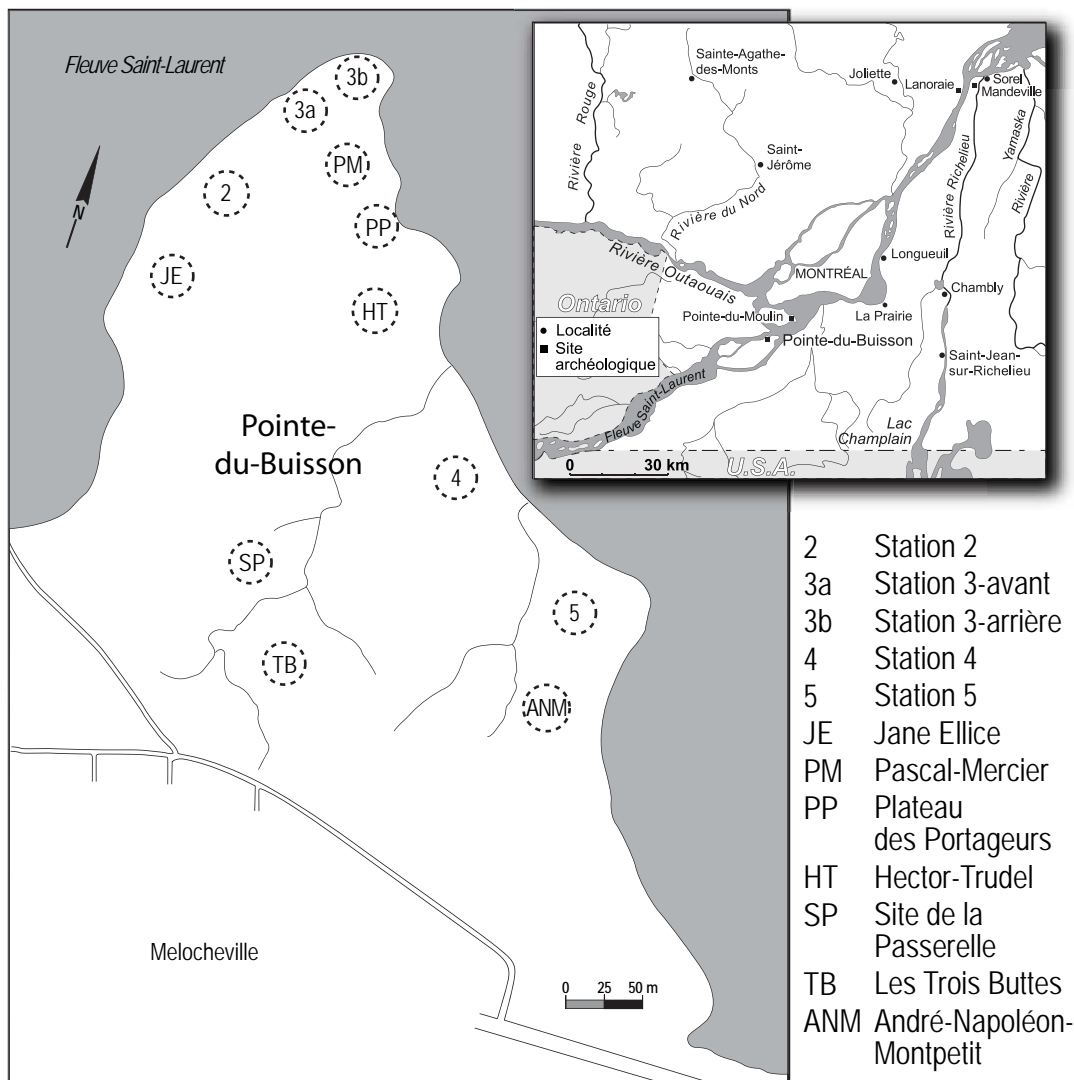 Fleuve Saint-Laurent
3b
3a
PM
2
PP
N
JE
HT
Pointe-
du-Buisson
4
SP
5
TB
ANM
Melocheville
0 25 50 m
Sainte-Agathe-
des-Monts
Joliette
Lanoraie
Sorel
Mandeville
Rivière Rouge
Saint-
Jérôme
Rivière du Nord
Rivière Richelieu
Rivière Yamaska
Rivière Outaouais
MONTRÉAL
Longueuil
Chambly
Ontario
Localité
Site
archéologique
Pointe-du-Moulin
La Prairie
Pointe-du-Buisson
Saint-Jean-
sur-Richelieu
Fleuve Saint-Laurent
Lac
Champlain
0 30 km
U.S.A.
2 Station 2
3a Station 3-avant
3b Station 3-arrière
4 Station 4
5 Station 5
JE Jane Ellice
PM Pascal-Mercier
PP Plateau
des Portageurs
HT Hector-Trudel
SP Site de la
Passerelle
TB Les Trois Buttes
ANM André-Napoléon-
Montpetit